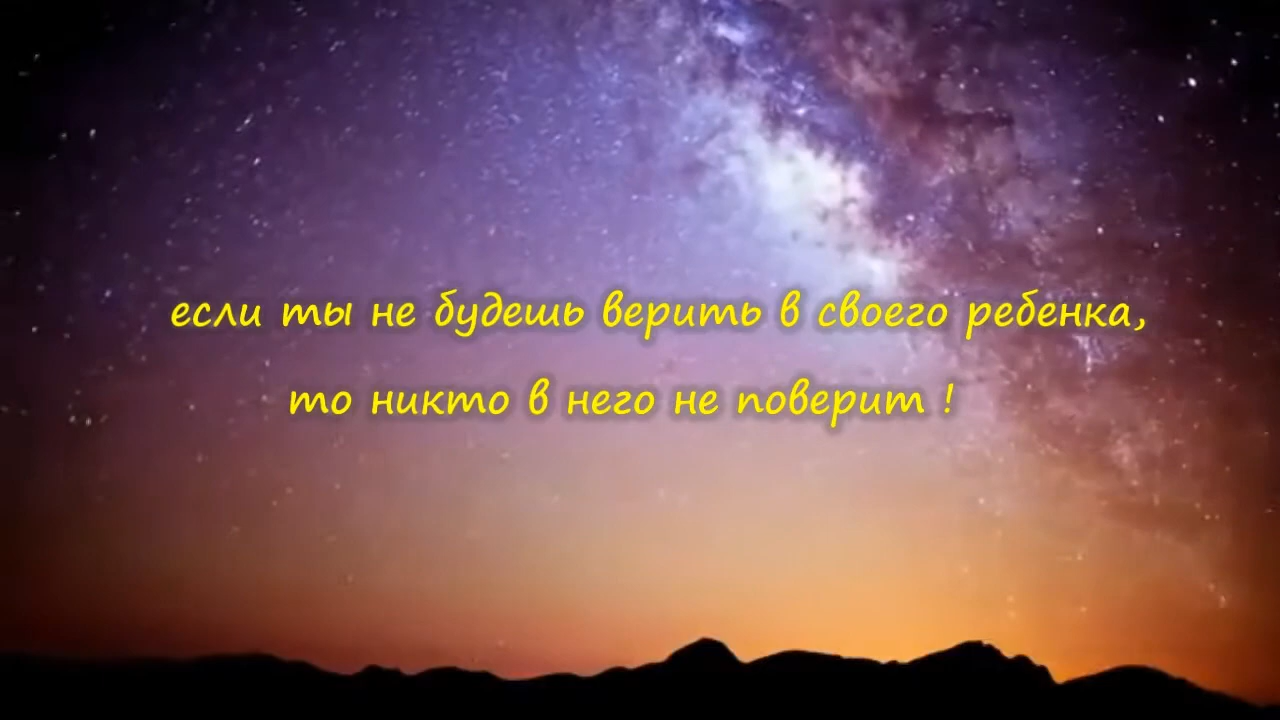 если ты не будешь верить в своего ребенка,
то никто в него не поверит !